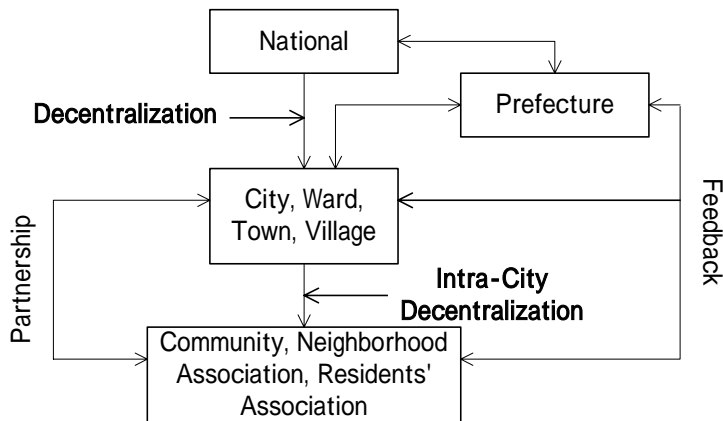 National
Prefecture
Decentralization
City, Ward,
Town, Village
Partnership
Feedback
Intra-City
Decentralization
Community, Neighborhood
Association, Residents'
Association